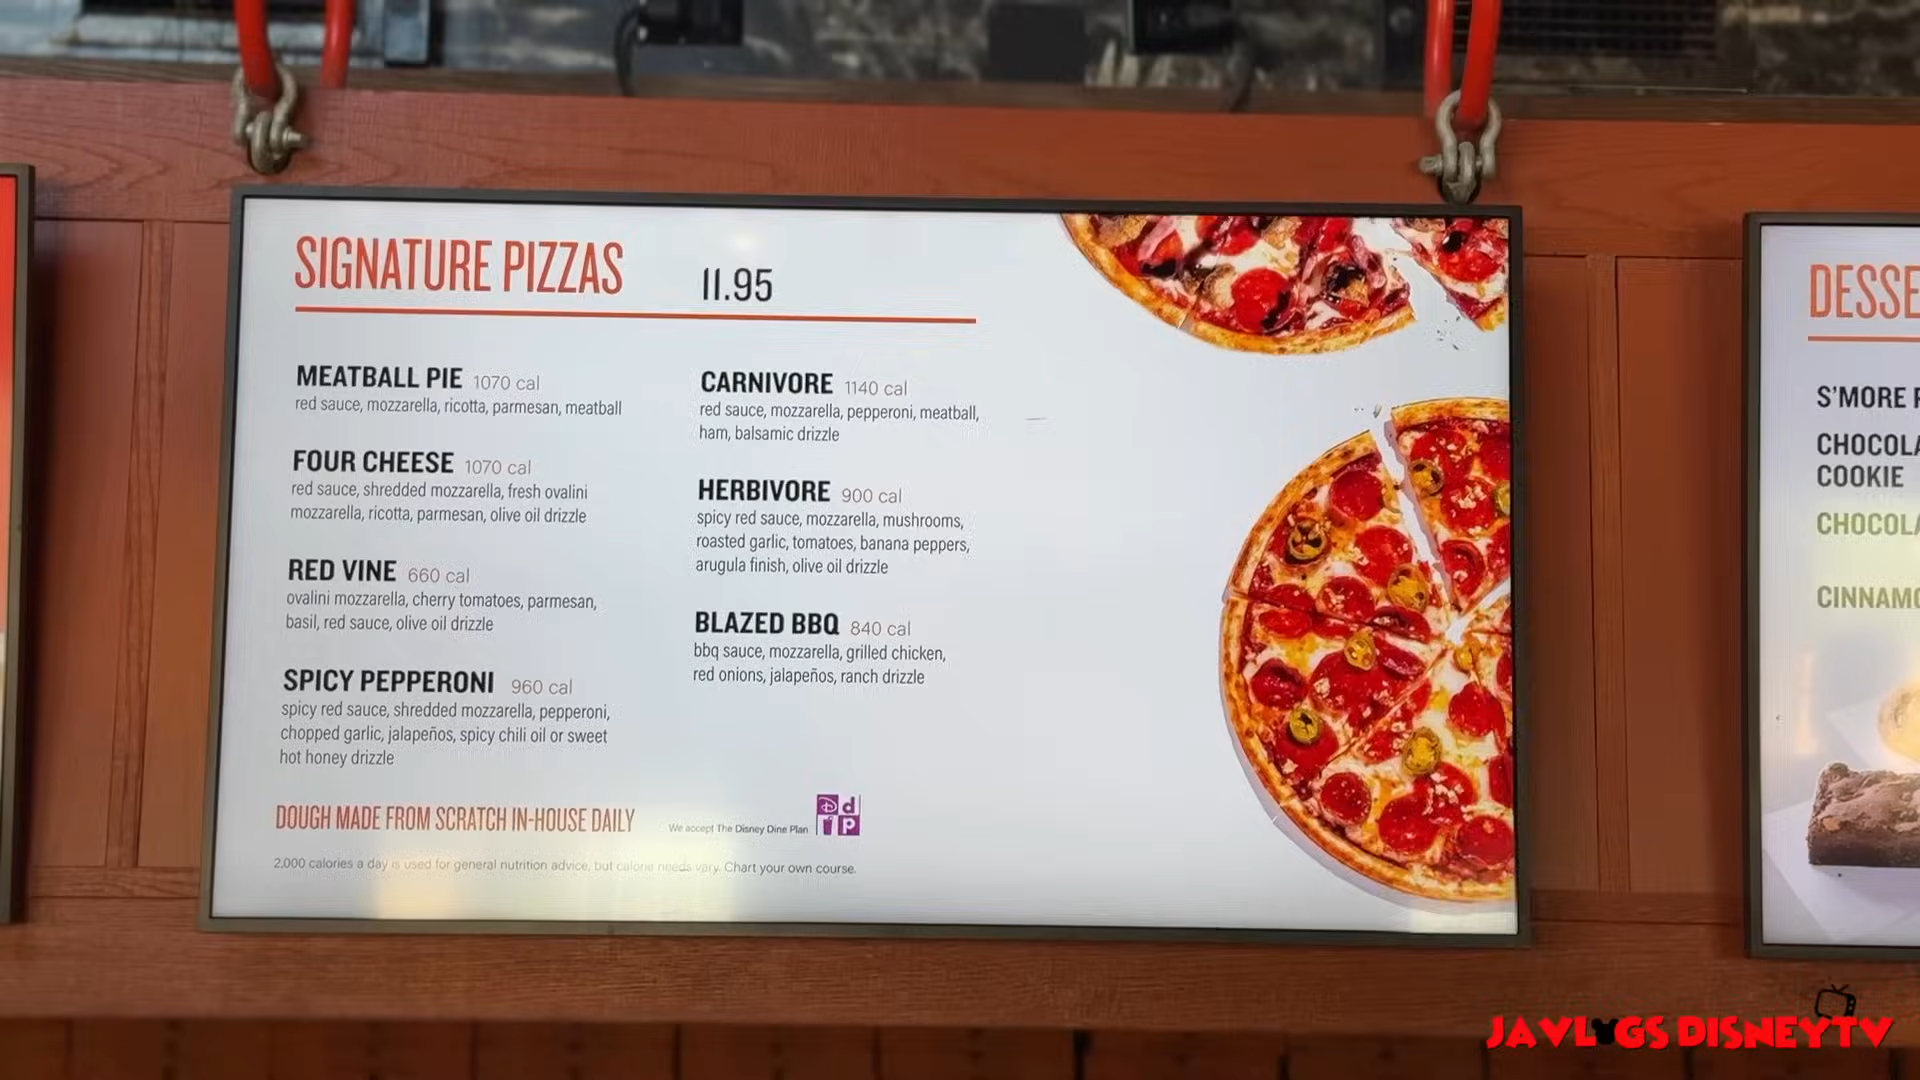 SIGNATURE PIZZAS 11.95
MEATBALL PIE 1070 cal
red sauce, mozzarella, ricotta, parmesan, meatball
FOUR CHEESE 1070 cal
red sauce, shredded mozzarella, fresh ovalini
mozzarella, ricotta, parmesan, olive oil drizzle
RED VINE 660 cal
ovalini mozzarella, cherry tomatoes, parmesan,
basil, red sauce, olive oil drizzle
SPICY PEPPERONI 960 cal
spicy red sauce, shredded mozzarella, pepperoni,
chopped garlic, jalapeños, spicy chili oil or sweet
hot honey drizzle
CARNIVORE 1140 cal
red sauce, mozzarella, pepperoni, meatball,
ham, balsamic drizzle
HERBIVORE 900 cal
spicy red sauce, mozzarella, mushrooms,
roasted garlic, tomatoes, banana peppers,
arugula finish, olive oil drizzle
BLAZED BBQ 840 cal
bbq sauce, mozzarella, grilled chicken,
red onions, jalapeños, ranch drizzle
DOUGH MADE FROM SCRATCH IN-HOUSE DAILY
We accept The Disney Dine Plan
D d
p
2,000 calories a day is used for general nutrition advice, but calorie needs vary. Chart your own course.
DESSE
S'MORE
CHOCOLA
COOKIE
CHOCOLA
CINNAMO
JAVLOGS DISNEYTV